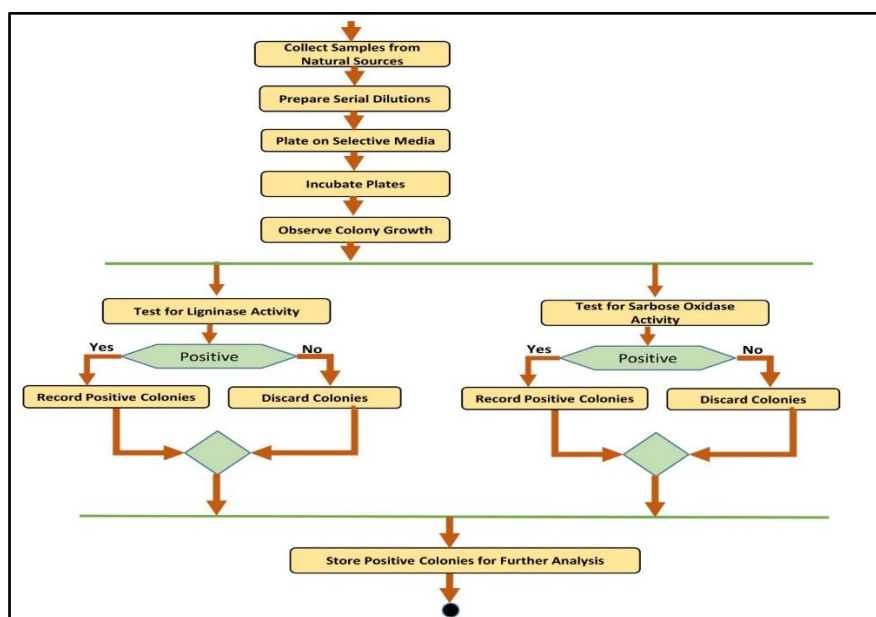 Collect Samples from
Natural Sources
Prepare Serial Dilutions
Plate on Selective Media
Incubate Plates
Observe Colony Growth
Test for Ligninase Activity
Yes
Positive
No
Record Positive Colonies
Discard Colonies
Test for Sarbose Oxidase
Activity
Yes
Positive
No
Record Positive Colonies
Discard Colonies
Store Positive Colonies for Further Analysis